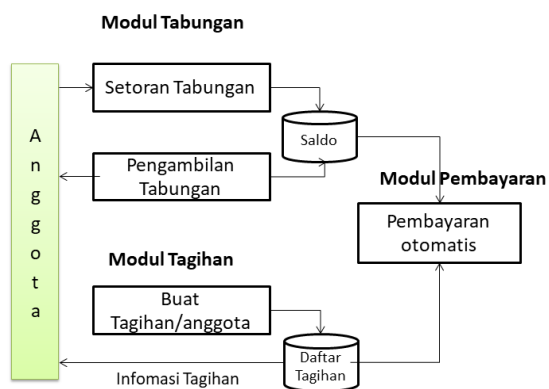 Modul Tabungan
Anggota
Setoran Tabungan
Saldo
Pengambilan
Tabungan
Modul Pembayaran
Pembayaran
otomatis
Modul Tagihan
Buat
Tagihan/anggota
Daftar
Tagihan
Infomasi Tagihan